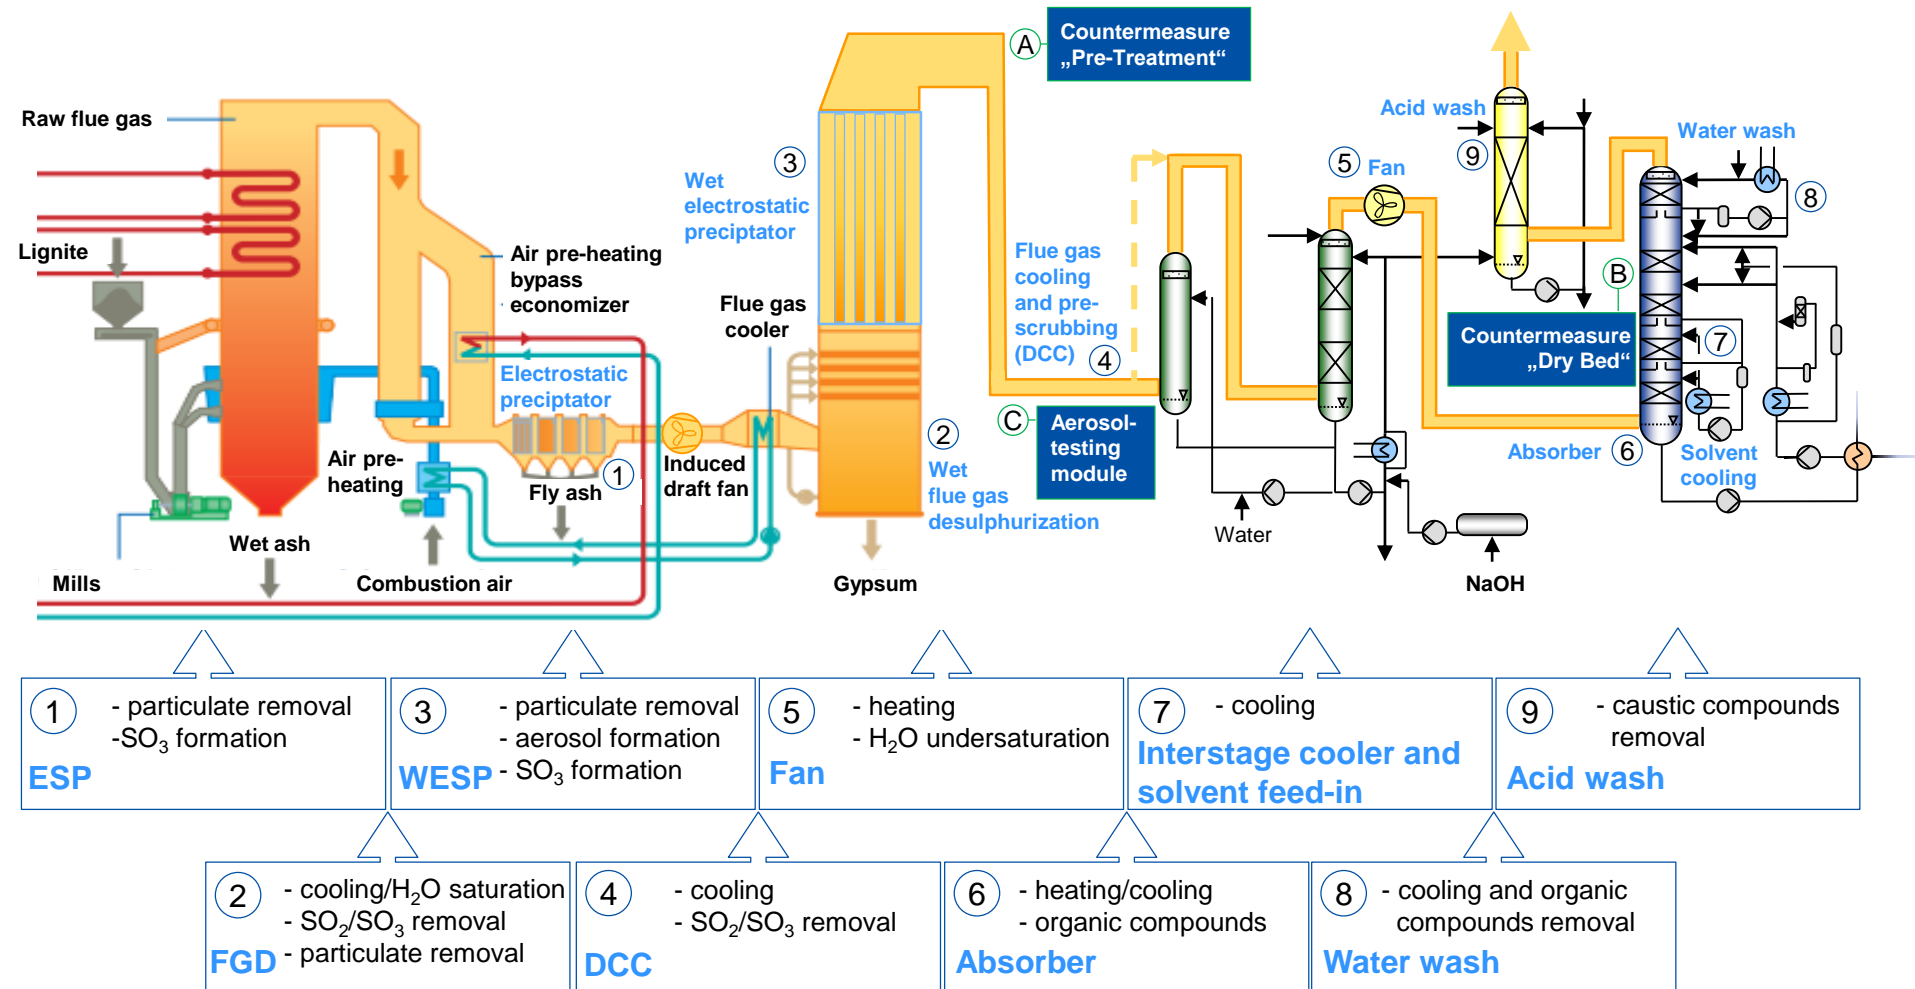 A
Countermeasure
„Pre-Treatment“
Raw flue gas
Acid wash
Water wash
3
5
Fan
9
8
Wet
electrostatic
preciptator
Lignite
Air pre-heating
bypass
economizer
Flue gas
cooling
and pre-
scrubbing
(DCC)
4
B
Flue gas
cooler
Countermeasure
„Dry Bed“
7
Electrostatic
preciptator
C
Aerosol-
testing
module
2
Wet
flue gas
desulphurization
Absorber
6
Solvent
cooling
Air pre-
heating
1
Fly ash
Induced
draft fan
Water
Wet ash
Mills
Combustion air
Gypsum
NaOH
1
- particulate removal
-SO₃ formation
ESP
3
- particulate removal
- aerosol formation
- SO₃ formation
WESP
5
- heating
- H₂O undersaturation
Fan
7
- cooling
Interstage cooler and
solvent feed-in
9
- caustic compounds
removal
Acid wash
2
- cooling/H₂O saturation
- SO₂/SO₃ removal
- particulate removal
FGD
4
- cooling
- SO₂/SO₃ removal
DCC
6
- heating/cooling
- organic compounds
Absorber
8
- cooling and organic
compounds removal
Water wash